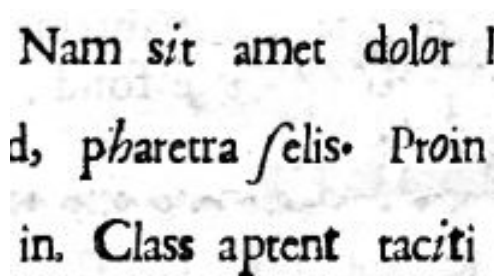 Nam sit amet dolor
d, pharetra ſelis. Proin
in. Class aptent taciti